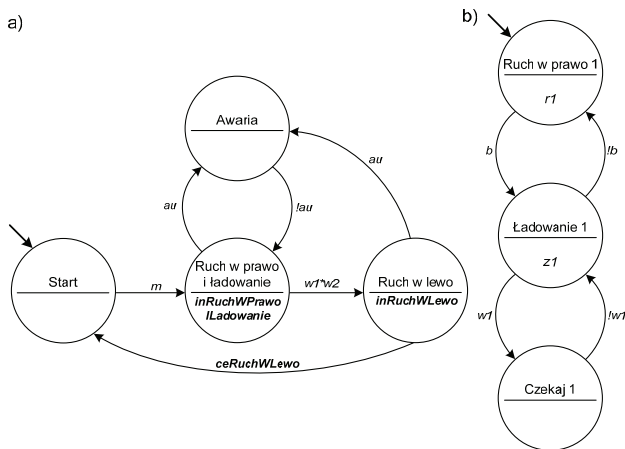 a)
Awaria
au
au
!au
Start
m
Ruch w prawo
i ładowanie
inRuchWPrawo
ILadowanie
w1*w2
Ruch w lewo
inRuchWLewo
ceRuchWLewo
b)
Ruch w prawo 1
r1
b
!b
Ładowanie 1
z1
w1
!w1
Czekaj 1